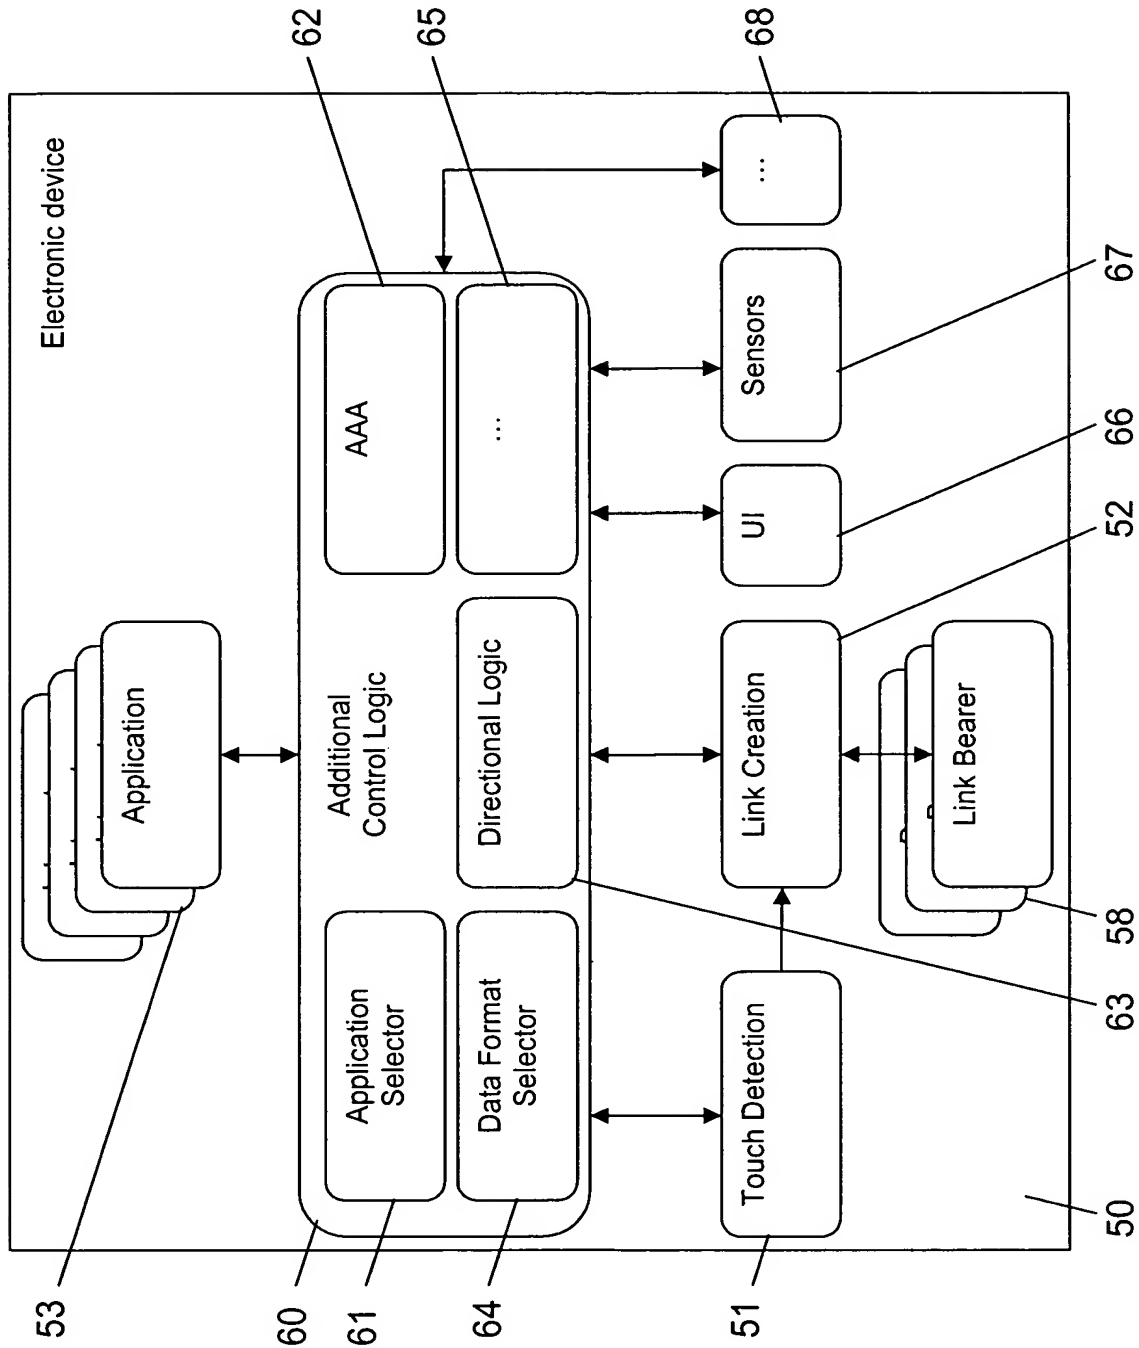 Electronic device
53
Application
60
Additional
Control Logic
61
Application
Selector
AAA
62
64
Data Format
Selector
Directional Logic
63
...
65
51
Touch Detection
Link Creation
52
UI
66
Sensors
67
...
68
Link Bearer
58
50